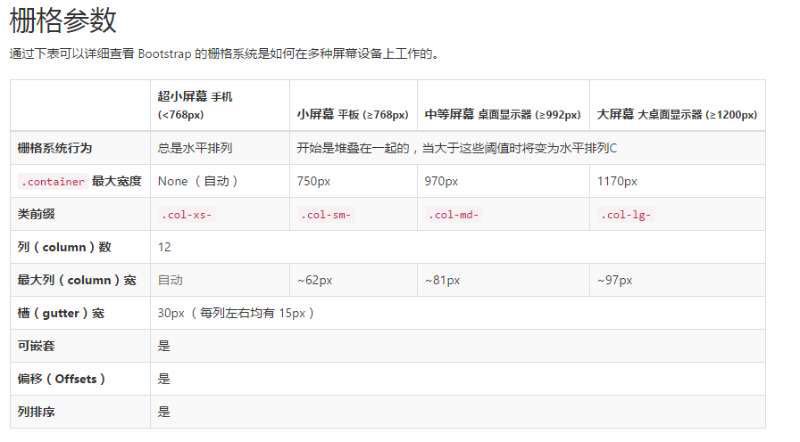 栅格参数
通过下表可以详细查看 Bootstrap 的栅格系统是如何在多种屏幕设备上工作的。
超小屏幕 手机 (<768px) 小屏幕 平板 (≥768px) 中等屏幕 桌面显示器 (≥992px) 大屏幕 大桌面显示器 (≥1200px)
栅格系统行为 总是水平排列 开始是堆叠在一起的，当大于这些阈值时将变为水平排列C
.container 最大宽度 None （自动） 750px 970px 1170px
类前缀 .col-xs- .col-sm- .col-md- .col-lg-
列（column）数 12
最大列（column）宽 自动 ~62px ~81px ~97px
槽（gutter）宽 30px （每列左右均有 15px）
可嵌套 是
偏移（Offsets） 是
列排序 是